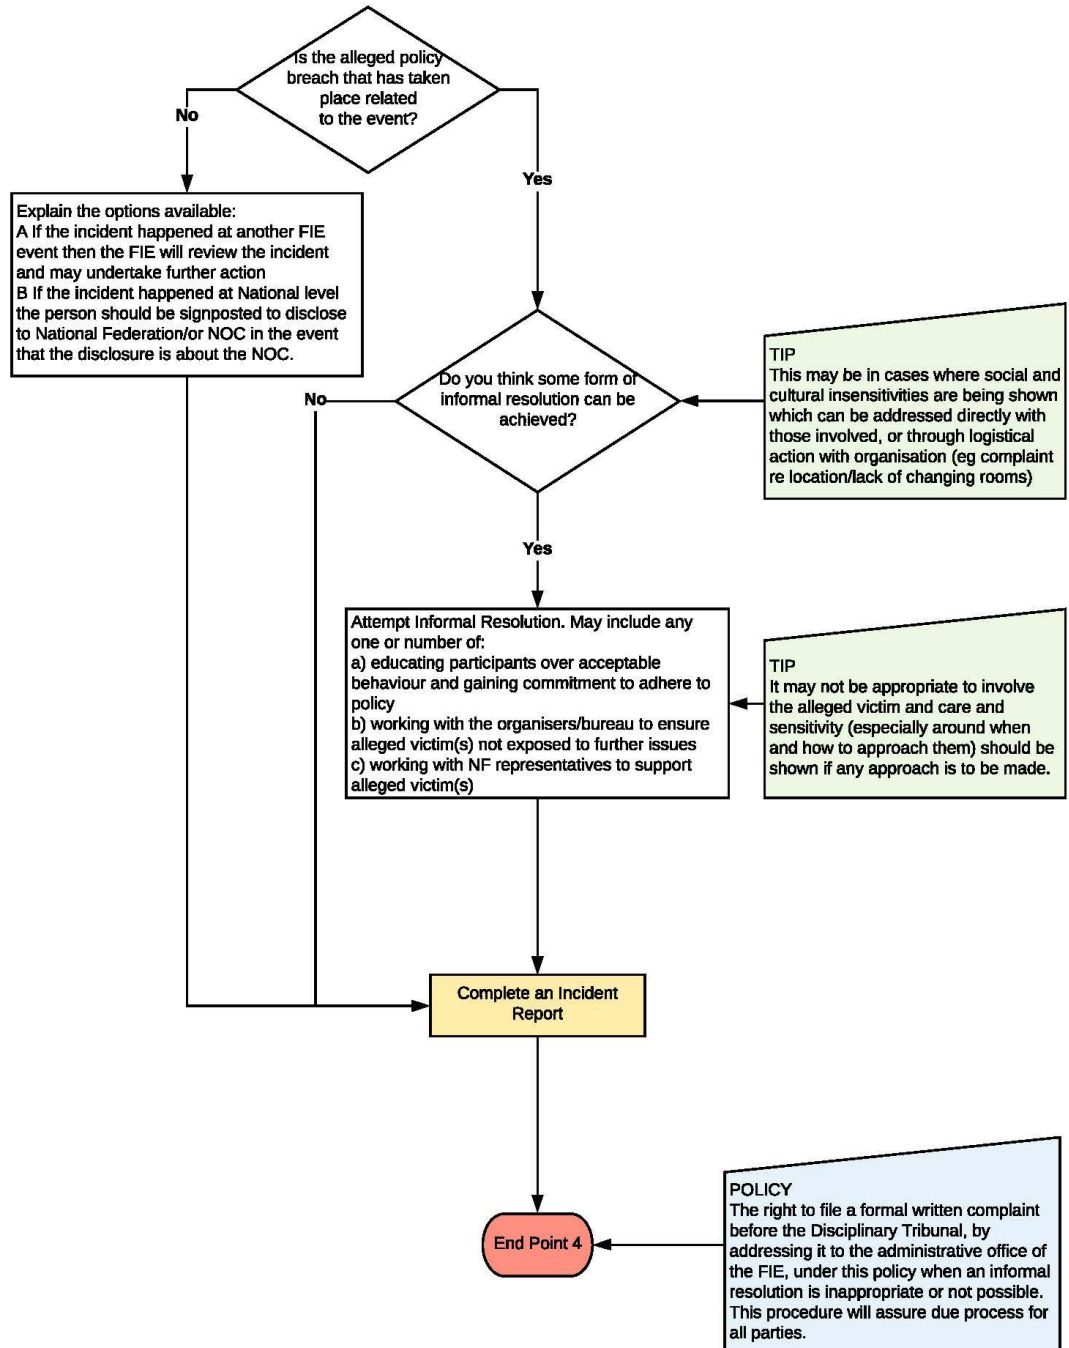 Is the alleged policy
breach that has taken
place related
to the event?
No
Yes
Explain the options available:
A If the incident happened at another FIE
event then the FIE will review the incident
and may undertake further action
B If the incident happened at National level
the person should be signposted to disclose
to National Federation/or NOC in the event
that the disclosure is about the NOC.
Do you think some form of
informal resolution can be
achieved?
No
TIP
This may be in cases where social and
cultural insensitivities are being shown
which can be addressed directly with
those involved, or through logistical
action with organisation (eg complaint
re location/lack of changing rooms)
Yes
Attempt Informal Resolution. May include any
one or number of:
a) educating participants over acceptable
behaviour and gaining commitment to adhere to
policy
b) working with the organisers/bureau to ensure
alleged victim(s) not exposed to further issues
c) working with NF representatives to support
alleged victim(s)
TIP
It may not be appropriate to involve
the alleged victim and care and
sensitivity (especially around when
and how to approach them) should be
shown if any approach is to be made.
Complete an Incident
Report
End Point 4
POLICY
The right to file a formal written complaint
before the Disciplinary Tribunal, by
addressing it to the administrative office of
the FIE, under this policy when an informal
resolution is inappropriate or not possible.
This procedure will assure due process for
all parties.